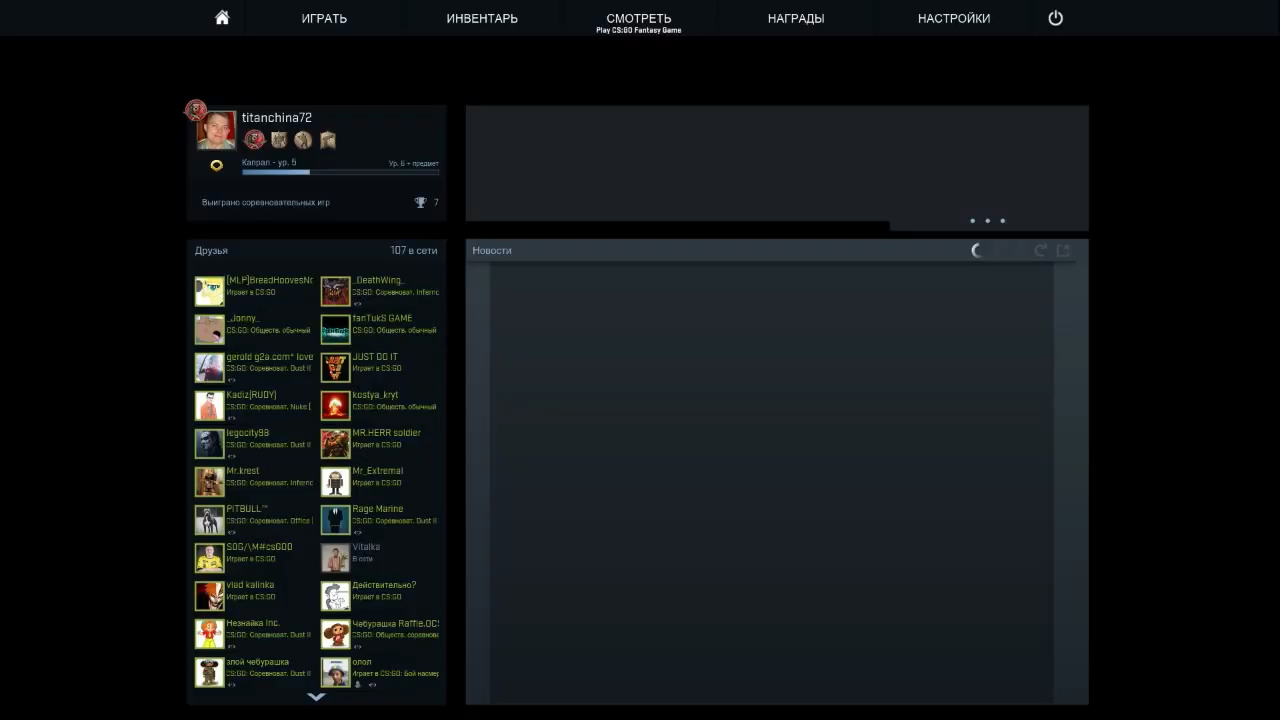 ИГРАТЬ
ИНВЕНТАРЬ
СМОТРЕТЬ
НАГРАДЫ
НАСТРОЙКИ
Play CS:GO Fantasy Game
titanchina72
Капрал - ур. 5
Ур. 6 + предмет
Выиграно соревновательных игр
7
Друзья
107 в сети
Новости
[MLP]BreadHoovesNo
Играет в CS:GO
_DeathWing_
CS:GO: Соревноват. Inferno
_Jonny_
CS:GO: Обществ. обычный
fanTukS GAME
CS:GO: Обществ. обычный
gerold g2a.com* love
CS:GO: Соревноват. Dust II
JUST DO IT
Играет в CS:GO
Kadiz(RUDY)
CS:GO: Соревноват. Nuke [
kostya_kryt
CS:GO: Обществ. обычный
legocity98
CS:GO: Соревноват. Dust II
MR.HERR soldier
Играет в CS:GO
Mr.krest
CS:GO: Соревноват. Inferno
Mr_Extremal
Играет в CS:GO
PITBULL™
CS:GO: Соревноват. Office [
Rage Marine
CS:GO: Соревноват. Dust II
SOG/\M#csGOD
Играет в CS:GO
Vitalka
В сети
vlad kalinka
Играет в CS:GO
Действительно?
Играет в CS:GO
Незнайка Inc.
CS:GO: Соревноват. Dust II
Чебурашка Raffle.OCS
CS:GO: Обществ. соревнова
злой чебурашка
CS:GO: Соревноват. Dust II
олол
Играет в CS:GO: Бой насмер